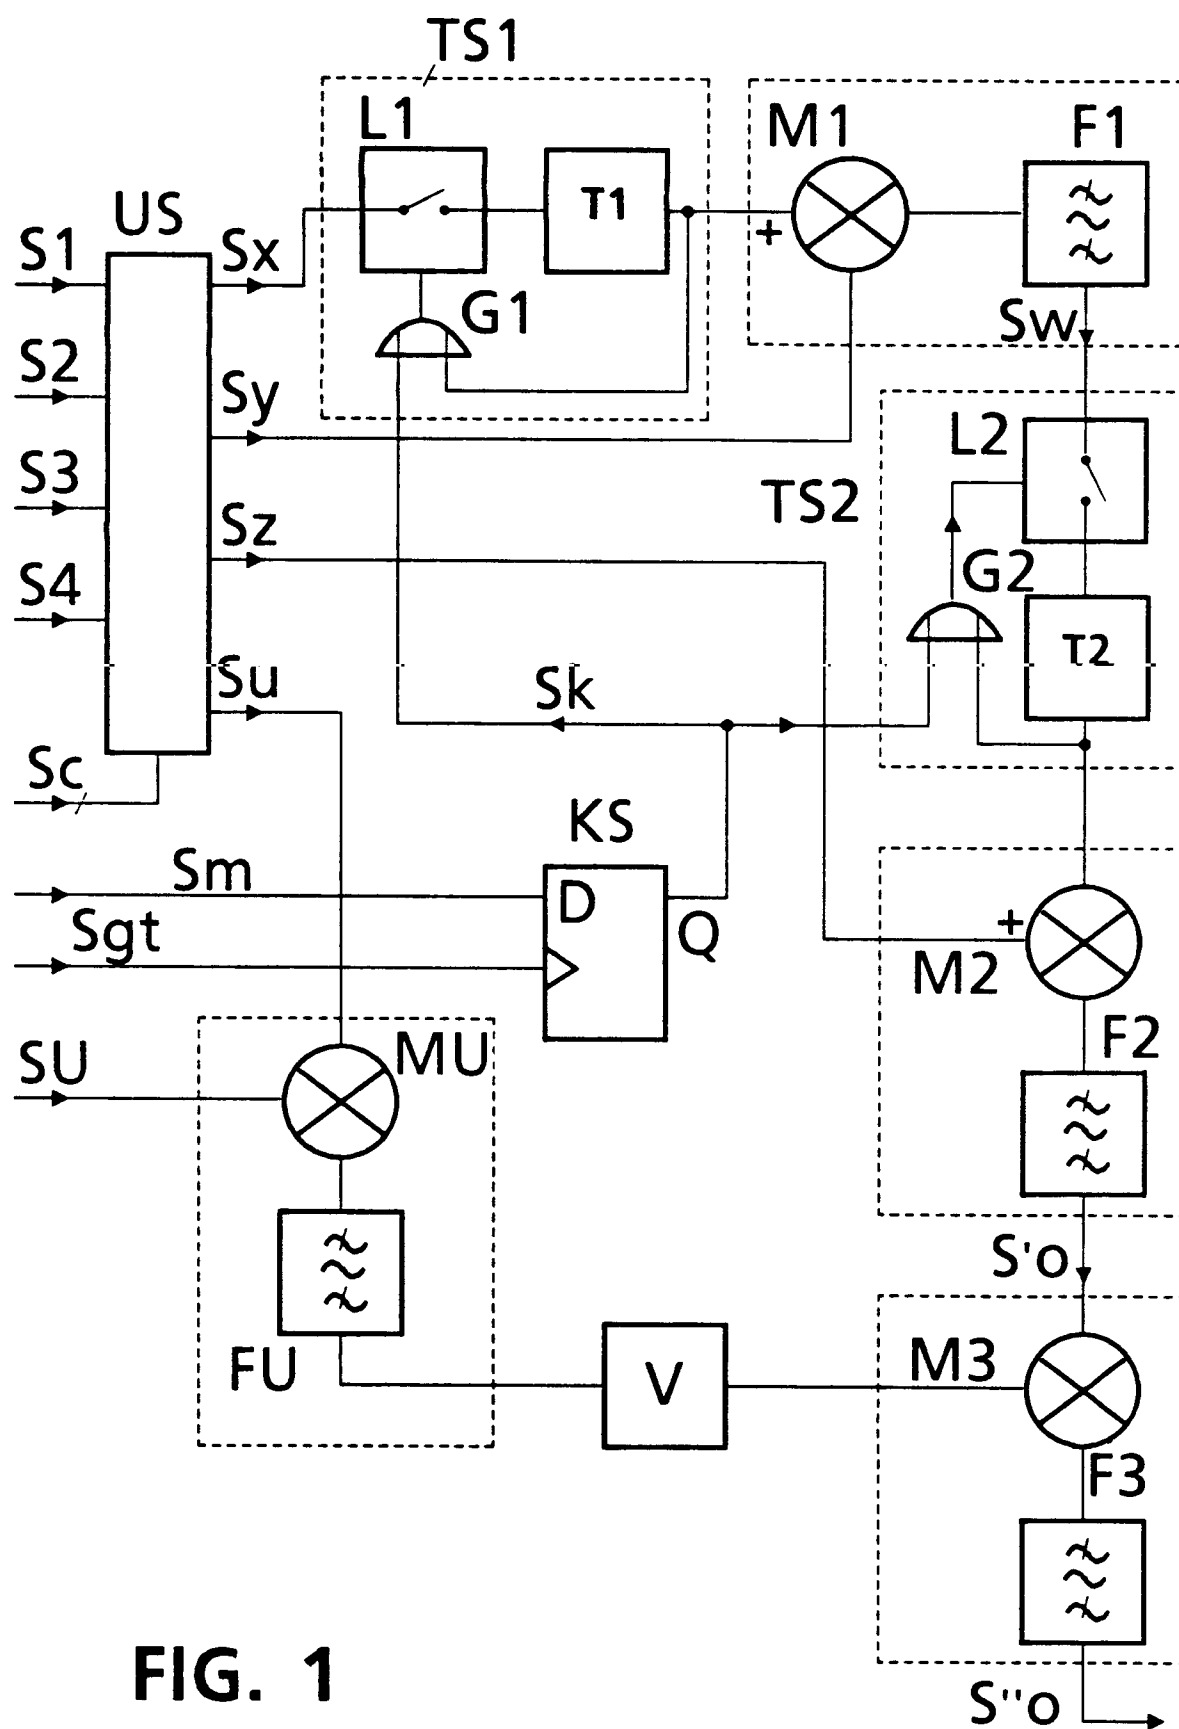 TS1
L1
M1
F1
T1
US
S1
Sx
+
G1
Sw
S2
Sy
L2
S3
TS2
Sz
S4
G2
T2
Su
Sk
Sc
KS
Sm
D
Sgt
Q
+
M2
SU
MU
F2
S'o
FU
V
M3
F3
FIG. 1
S''o